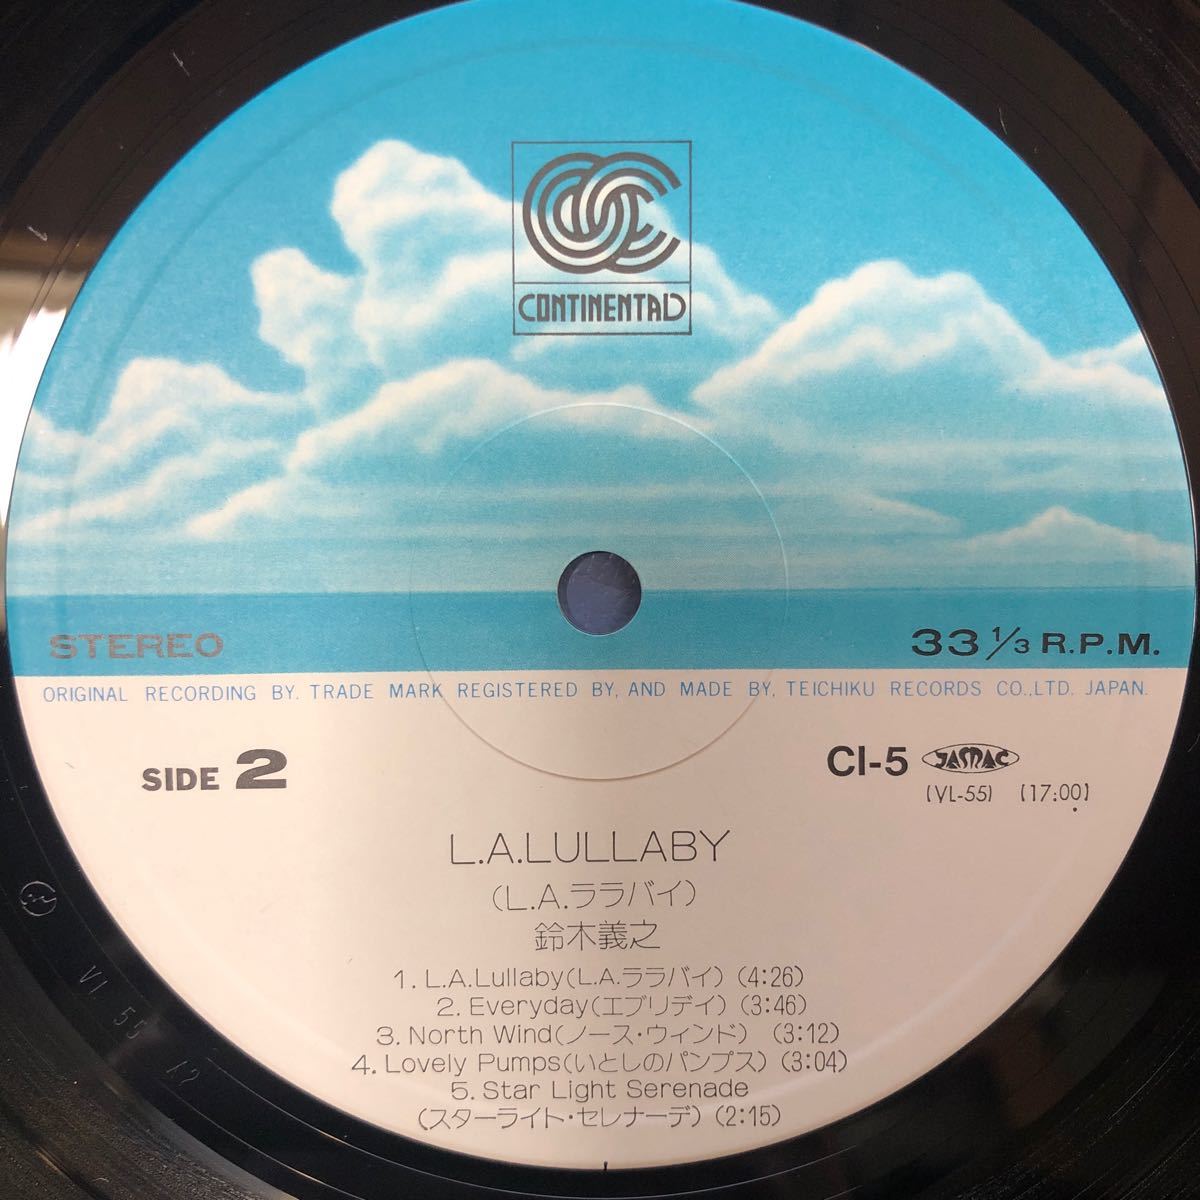 CONTINENTAL
STEREO
33 1/3 R.P.M.
ORIGINAL RECORDING BY. TRADE MARK REGISTERED BY, AND MADE BY, TEICHIKU RECORDS CO.,LTD. JAPAN.
SIDE 2
CI-5 JASRAC
(VL-55) (17:00)
L.A.LULLABY
(L.A.ララバイ)
鈴木義之
1. L.A.Lullaby(L.A.ララバイ) (4:26)
2. Everyday(エブリデイ) (3:46)
3. North Wind(ノース・ウィンド) (3:12)
4. Lovely Pumps(いとしのパンプス) (3:04)
5. Star Light Serenade
(スターライト・セレナーデ) (2:15)